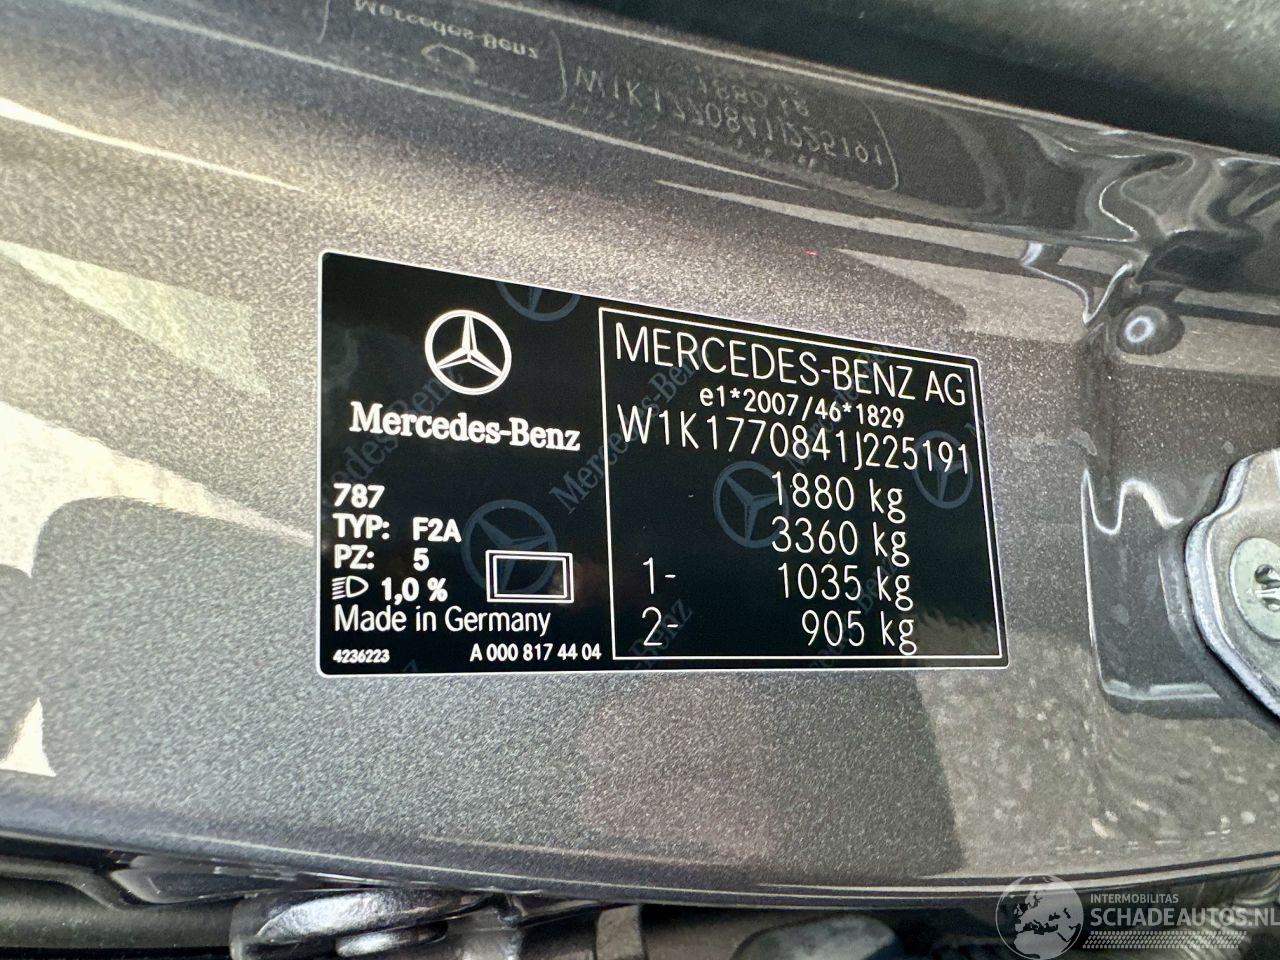 Mercedes-Benz
787
TYP: F2A
PZ: 5
1,0 %
Made in Germany
4236223 A 000 817 44 04
MERCEDES-BENZ AG
e1*2007/46*1829
W1K1770841J225191
1880 kg
3360 kg
1- 1035 kg
2- 905 kg
INTERMOBILITAS
SCHADEAUTOS.NL